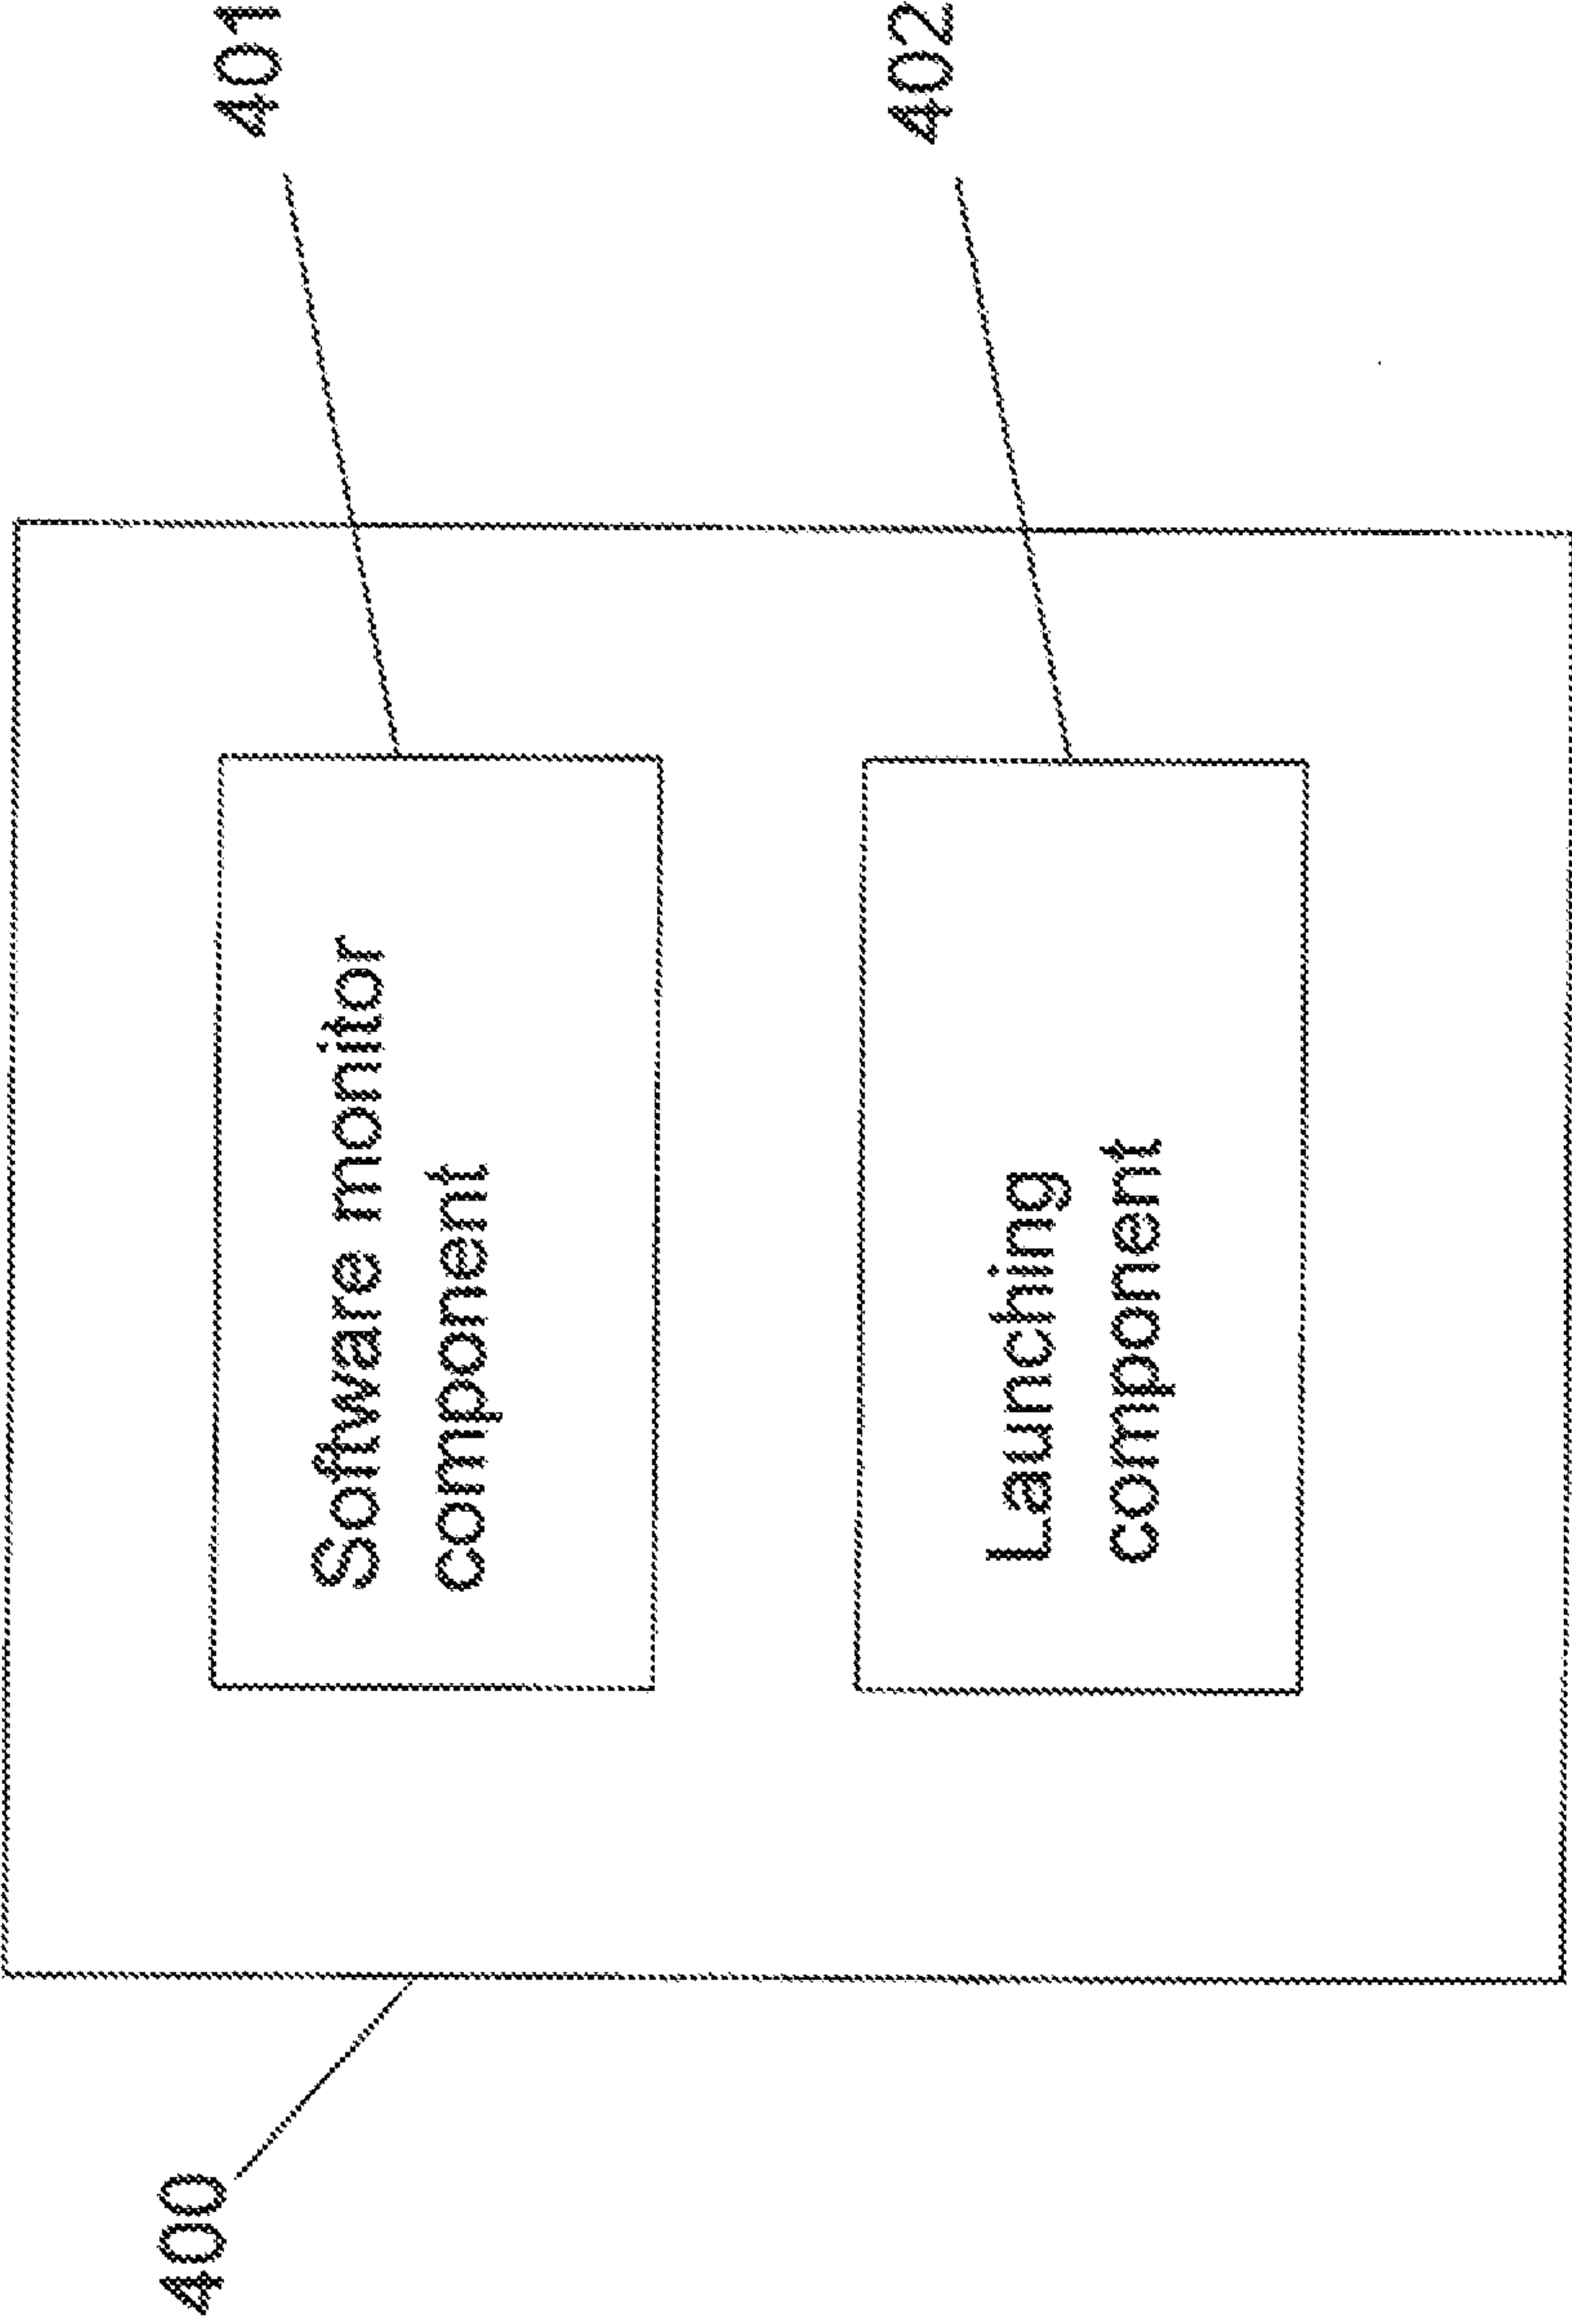 401
Software monitor
component
402
Launching
component
400